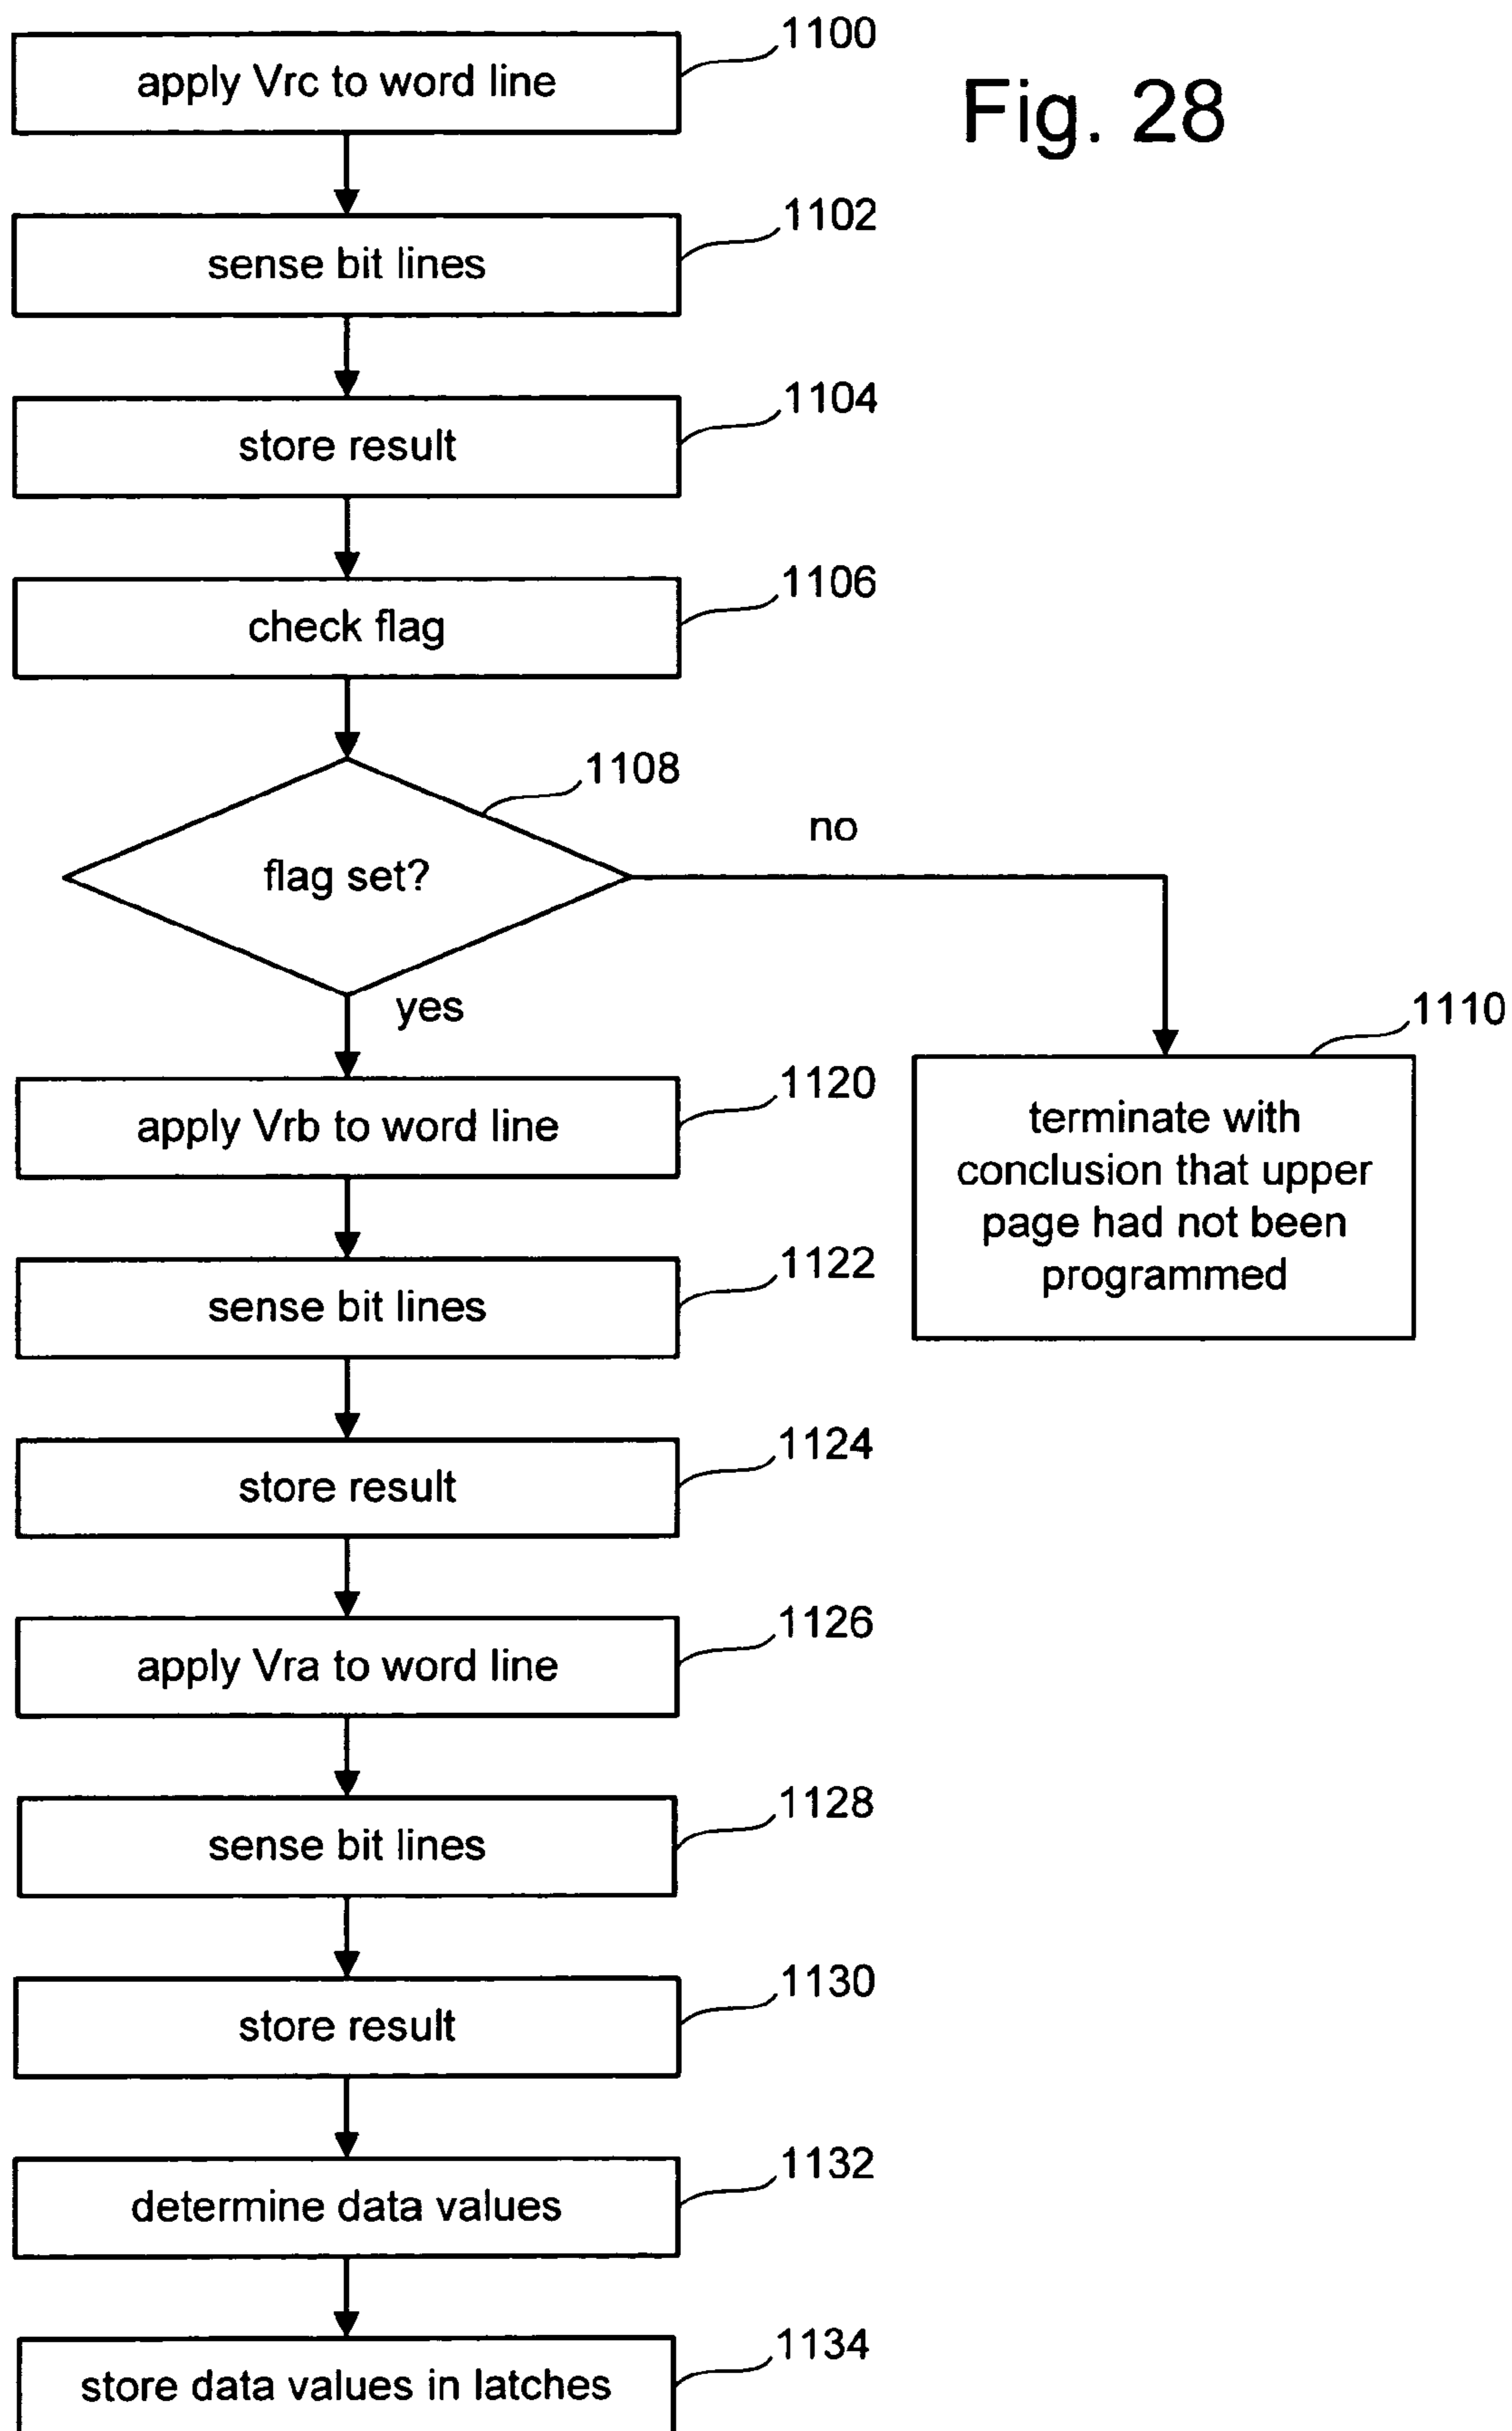 Fig. 28
1100
apply Vrc to word line
1102
sense bit lines
1104
store result
1106
check flag
1108
flag set?
no
yes
1110
terminate with
conclusion that upper
page had not been
programmed
1120
apply Vrb to word line
1122
sense bit lines
1124
store result
1126
apply Vra to word line
1128
sense bit lines
1130
store result
1132
determine data values
1134
store data values in latches